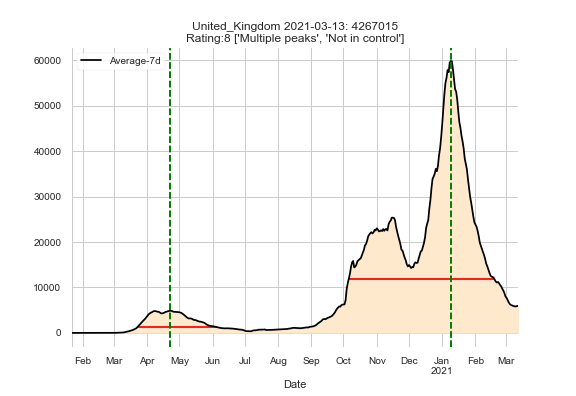 United_Kingdom 2021-03-13: 4267015
Rating:8 ['Multiple peaks', 'Not in control']
Average-7d
60000
50000
40000
30000
20000
10000
0
Feb Mar Apr May Jun Jul Aug Sep Oct Nov Dec Jan Feb Mar
2021
Date